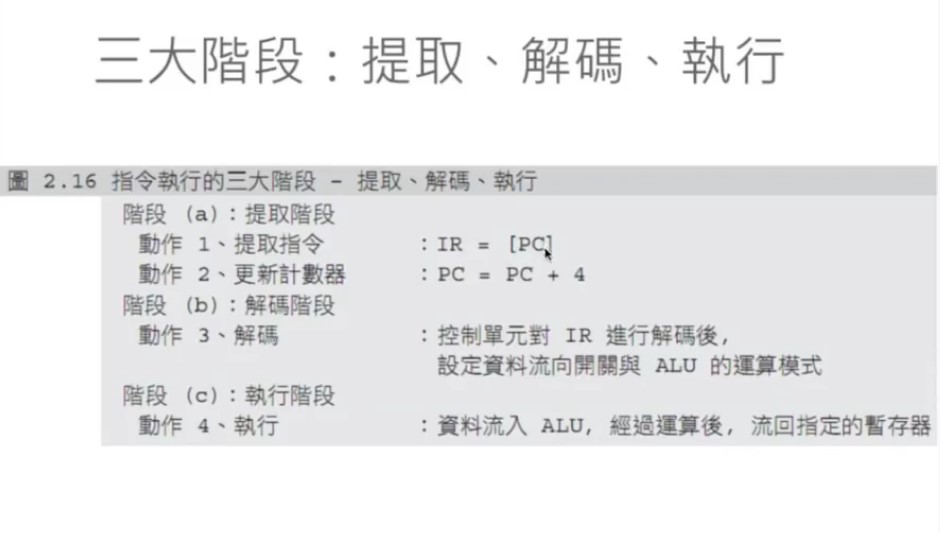 三大階段：提取、解碼、執行
圖 2.16 指令執行的三大階段 – 提取、解碼、執行
階段 (a)：提取階段
動作 1、提取指令 ：IR = [PC]
動作 2、更新計數器 ：PC = PC + 4
階段 (b)：解碼階段
動作 3、解碼 ：控制單元對 IR 進行解碼後,
設定資料流向開關與 ALU 的運算模式
階段 (c)：執行階段
動作 4、執行 ：資料流入 ALU, 經過運算後, 流回指定的暫存器